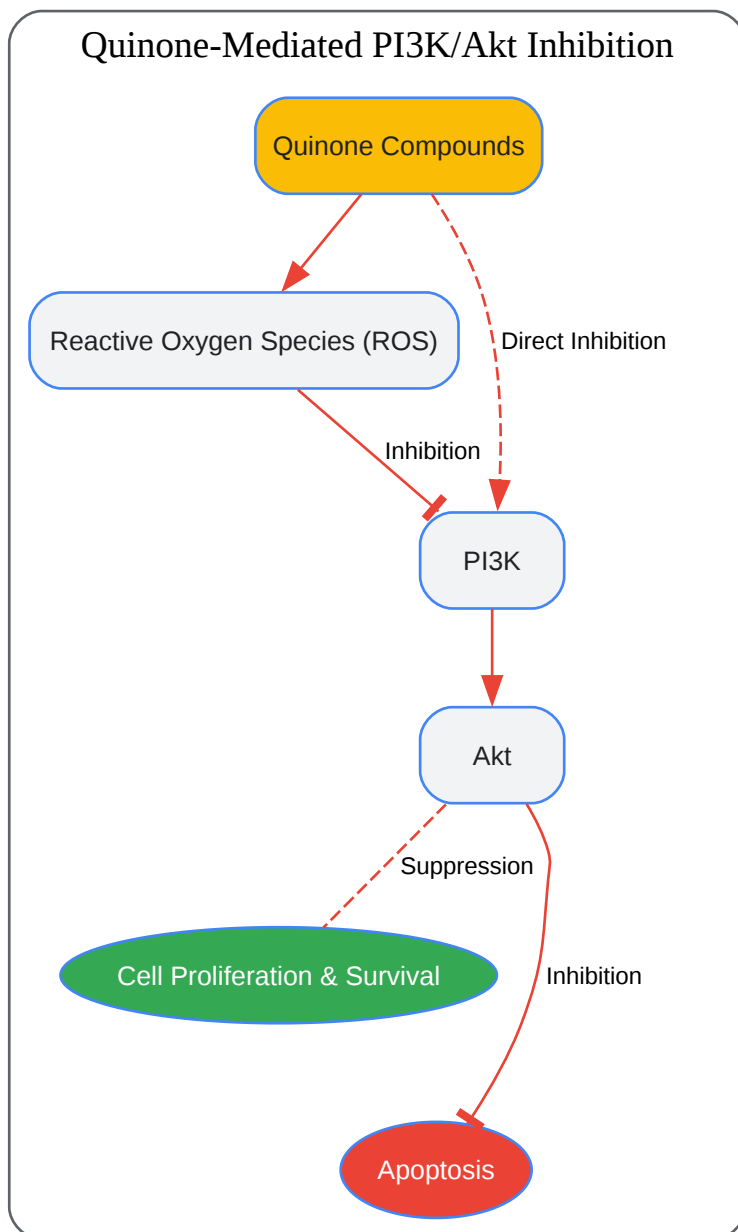 Quinone-Mediated PI3K/Akt Inhibition
Quinone Compounds
Reactive Oxygen Species (ROS)
Direct Inhibition
Inhibition
PI3K
Akt
Suppression
Cell Proliferation & Survival
Inhibition
Apoptosis